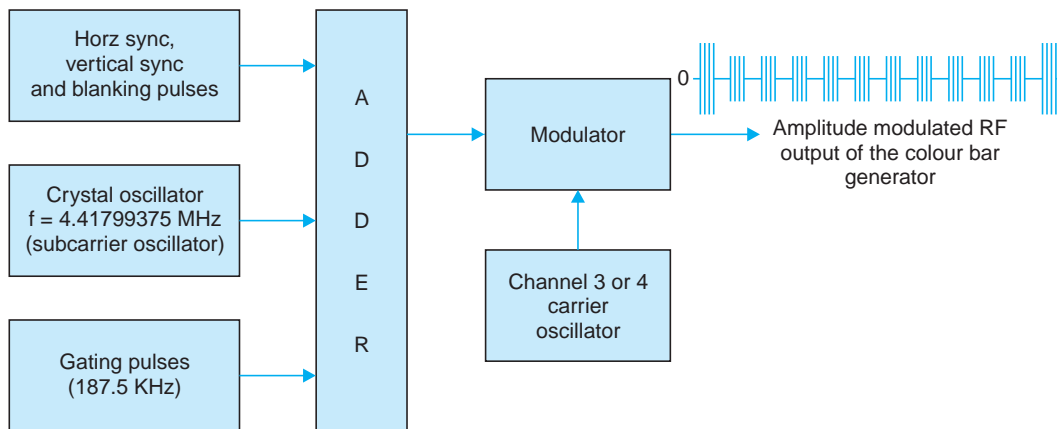 Horz sync,
vertical sync
and blanking pulses
Crystal oscillator
f = 4.41799375 MHz
(subcarrier oscillator)
Gating pulses
(187.5 KHz)
A
D
D
E
R
Modulator
Channel 3 or 4
carrier
oscillator
0
Amplitude modulated RF
output of the colour bar
generator